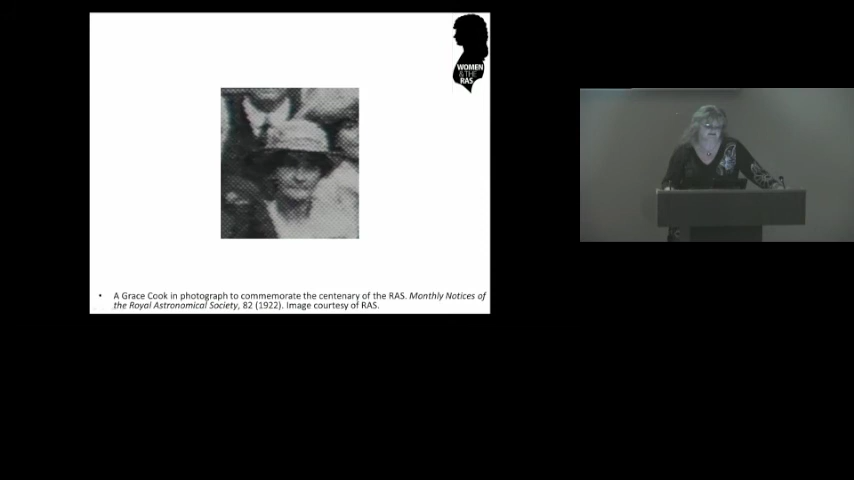 WOMEN
& THE
RAS
• A Grace Cook in photograph to commemorate the centenary of the RAS. Monthly Notices of
the Royal Astronomical Society, 82 (1922). Image courtesy of RAS.